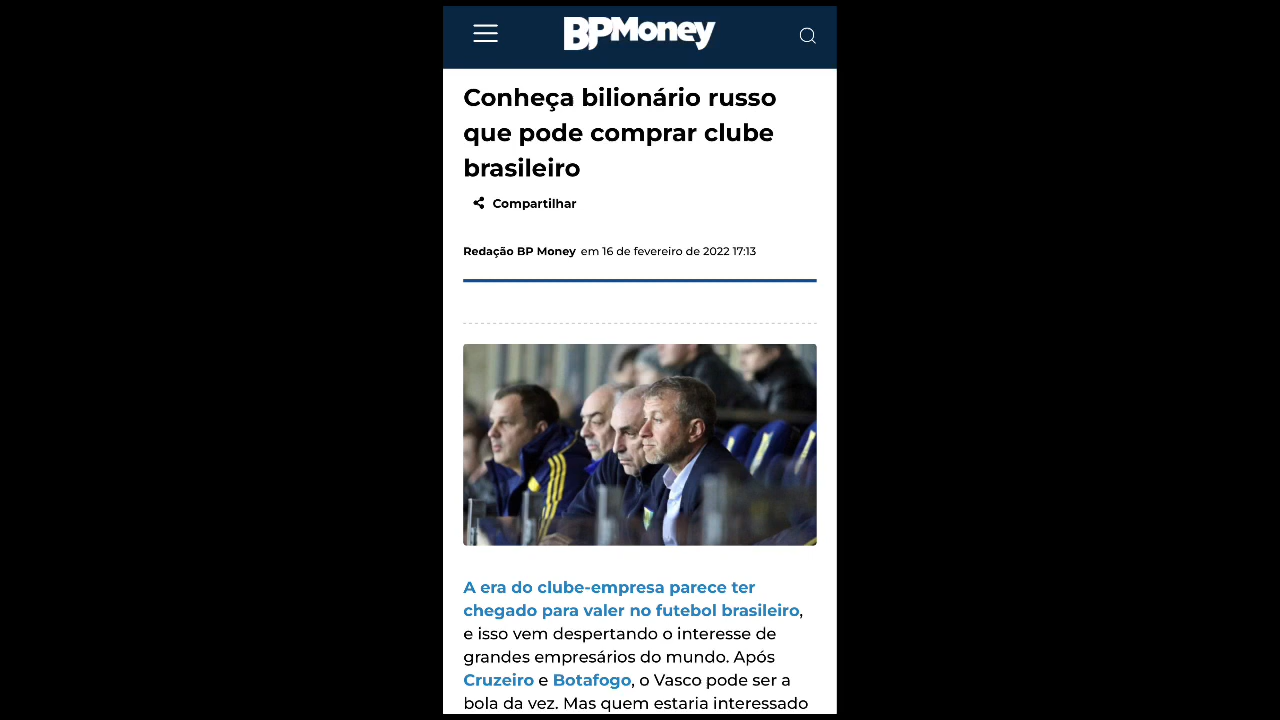 BPMoney
Conheça bilionário russo
que pode comprar clube
brasileiro
Compartilhar
Redação BP Money em 16 de fevereiro de 2022 17:13
A era do clube-empresa parece ter
chegado para valer no futebol brasileiro,
e isso vem despertando o interesse de
grandes empresários do mundo. Após
Cruzeiro e Botafogo, o Vasco pode ser a
bola da vez. Mas quem estaria interessado